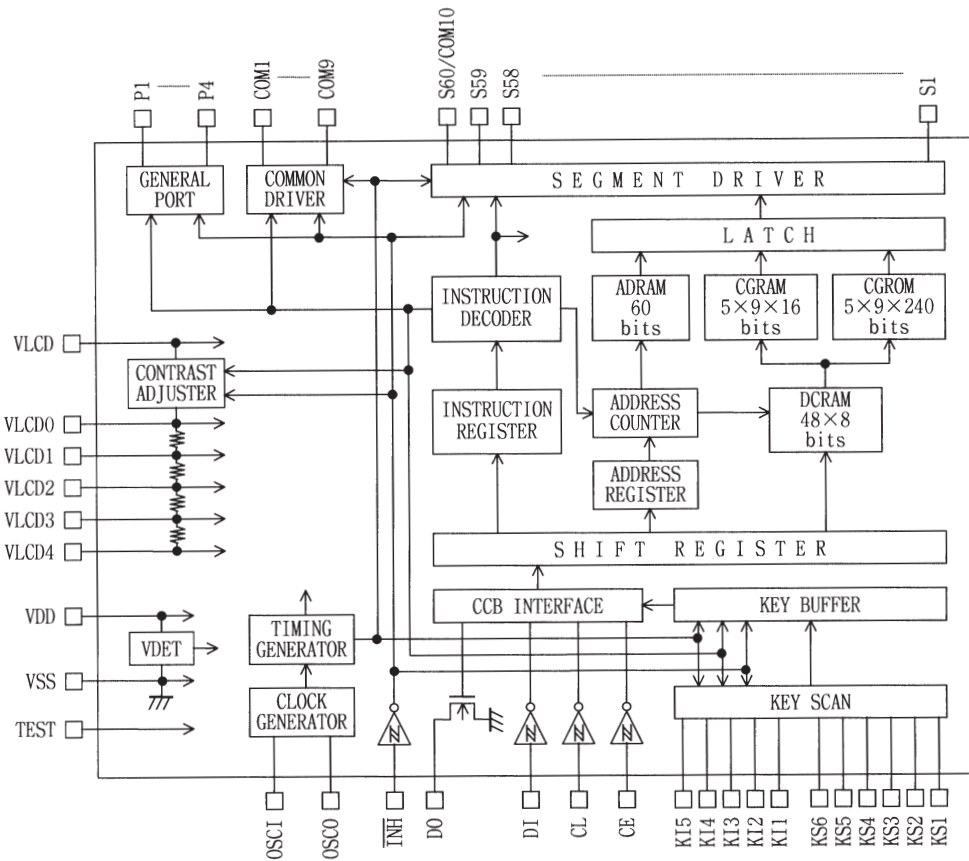 P1
P4
COM1
COM9
S60/COM10
S59
S58
S1
GENERAL
PORT
COMMON
DRIVER
SEGMENT DRIVER
LATCH
INSTRUCTION
DECODER
ADRAM
60
bits
CGRAM
5×9×16
bits
CGROM
5×9×240
bits
VLCD
CONTRAST
ADJUSTER
INSTRUCTION
REGISTER
ADDRESS
COUNTER
DCRAM
48×8
bits
VLCD0
VLCD1
VLCD2
VLCD3
VLCD4
ADDRESS
REGISTER
SHIFT REGISTER
CCB INTERFACE
KEY BUFFER
VDD
VDET
VSS
TEST
TIMING
GENERATOR
CLOCK
GENERATOR
KEY SCAN
OSCI
OSCO
INH
DO
DI
CL
CE
KI5
KI4
KI3
KI2
KI1
KS6
KS5
KS4
KS3
KS2
KS1